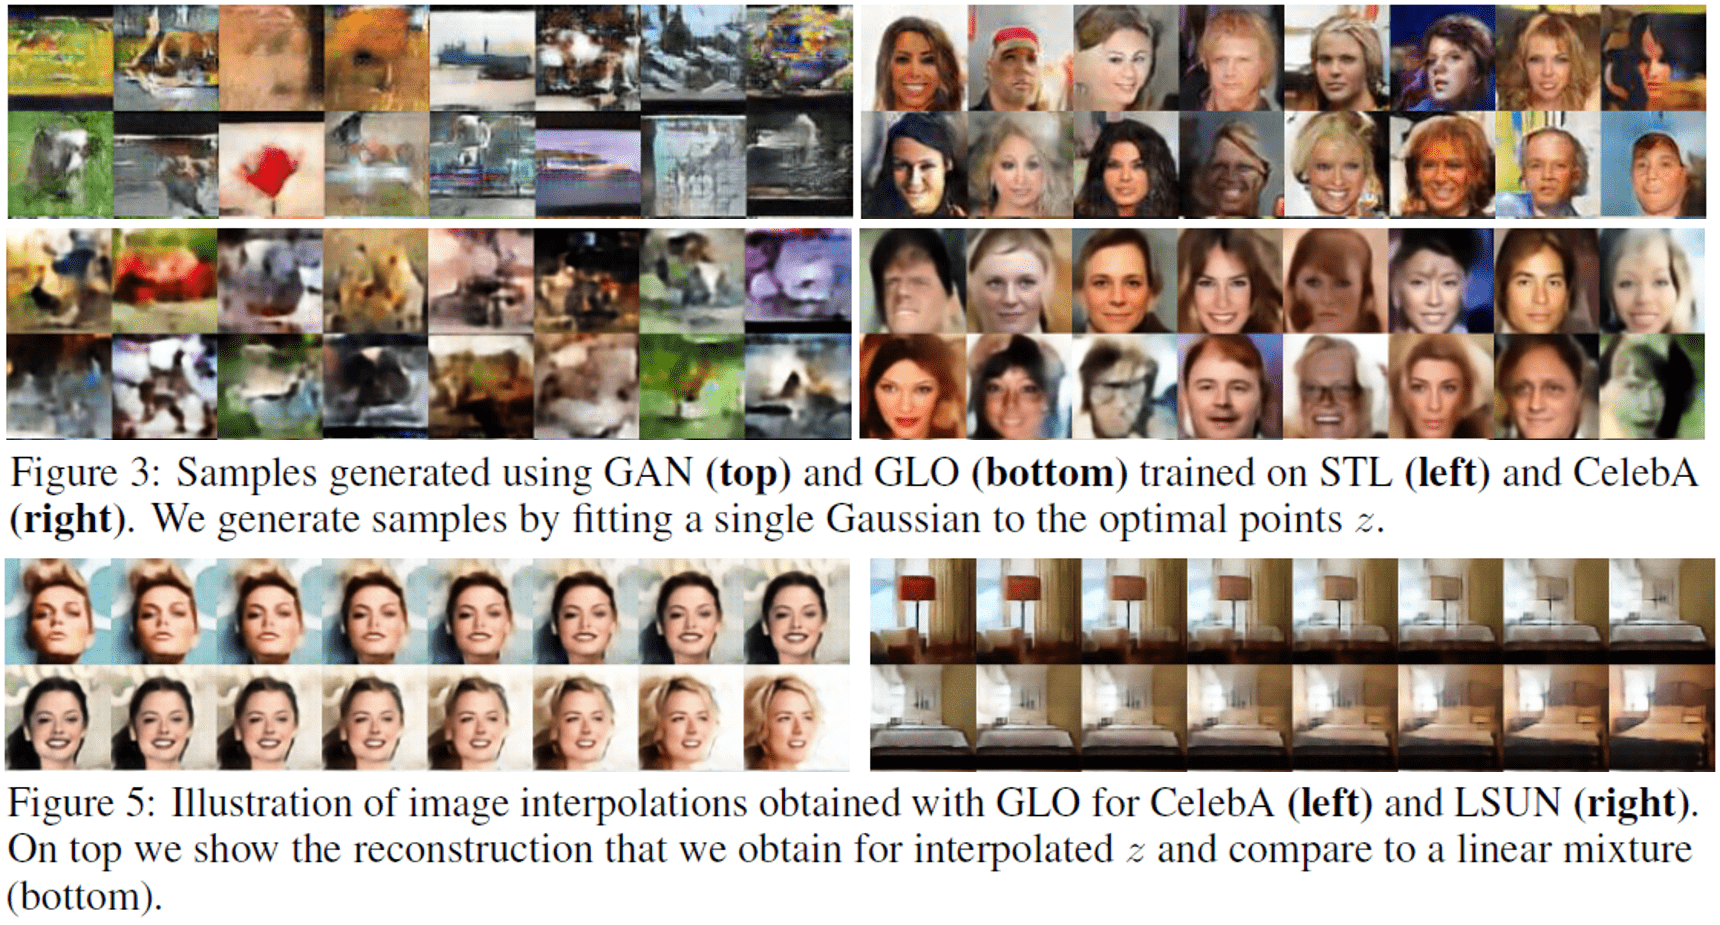 Figure 3: Samples generated using GAN (top) and GLO (bottom) trained on STL (left) and CelebA
(right). We generate samples by fitting a single Gaussian to the optimal points z.
Figure 5: Illustration of image interpolations obtained with GLO for CelebA (left) and LSUN (right).
On top we show the reconstruction that we obtain for interpolated z and compare to a linear mixture
(bottom).